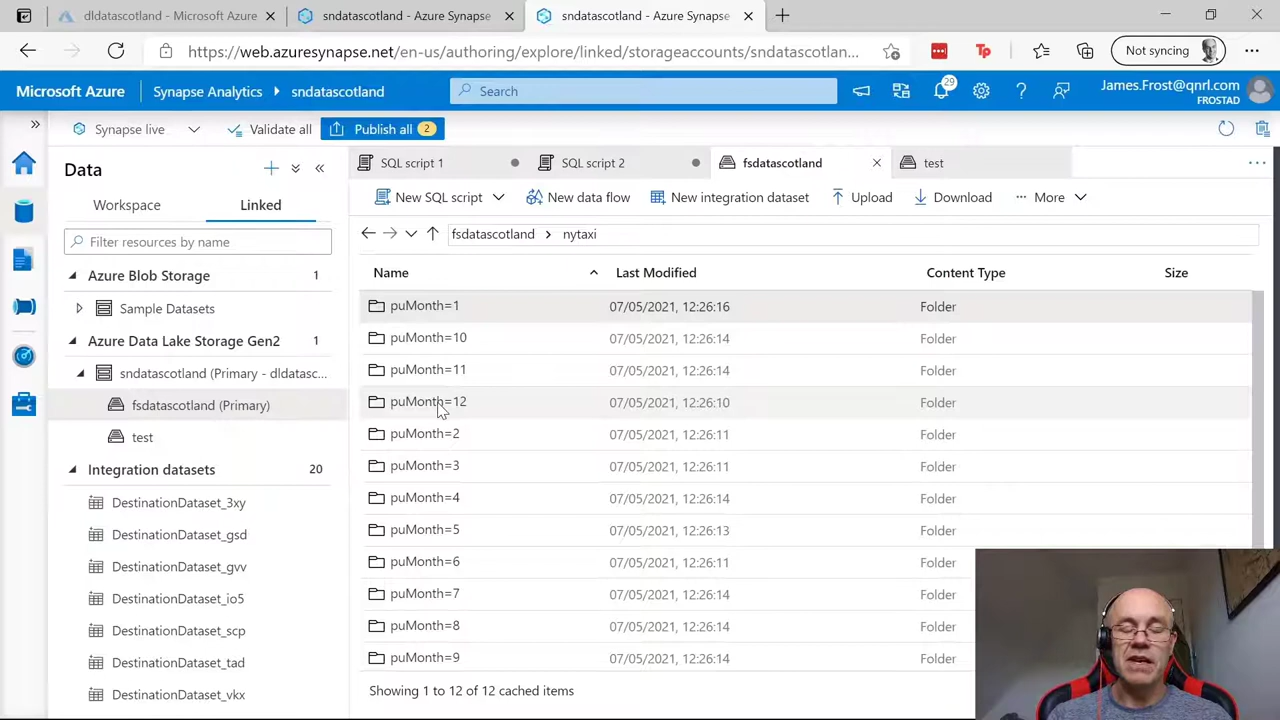 dldatascotland - Microsoft Azure
sndatascotland - Azure Synapse
sndatascotland - Azure Synapse
https://web.azuresynapse.net/en-us/authoring/explore/linked/storageaccounts/sndatascotlan...
Tp
Not syncing
Microsoft Azure
Synapse Analytics
sndatascotland
Search
29
James.Frost@qnrl.com
FROSTAD
Synapse live
Validate all
Publish all 2
Data
Workspace
Linked
Filter resources by name
Azure Blob Storage 1
Sample Datasets
Azure Data Lake Storage Gen2 1
sndatascotland (Primary - dldatasc...
fsdatascotland (Primary)
test
Integration datasets 20
DestinationDataset_3xy
DestinationDataset_gsd
DestinationDataset_gvv
DestinationDataset_io5
DestinationDataset_scp
DestinationDataset_tad
DestinationDataset_vkx
SQL script 1
SQL script 2
fsdatascotland
test
New SQL script
New data flow
New integration dataset
Upload
Download
More
fsdatascotland > nytaxi
Name Last Modified Content Type Size
puMonth=1 07/05/2021, 12:26:16 Folder
puMonth=10 07/05/2021, 12:26:14 Folder
puMonth=11 07/05/2021, 12:26:14 Folder
puMonth=12 07/05/2021, 12:26:10 Folder
puMonth=2 07/05/2021, 12:26:11 Folder
puMonth=3 07/05/2021, 12:26:11 Folder
puMonth=4 07/05/2021, 12:26:14 Folder
puMonth=5 07/05/2021, 12:26:13 Folder
puMonth=6 07/05/2021, 12:26:11 Folder
puMonth=7 07/05/2021, 12:26:14 Folder
puMonth=8 07/05/2021, 12:26:14 Folder
puMonth=9 07/05/2021, 12:26:14 Folder
Showing 1 to 12 of 12 cached items